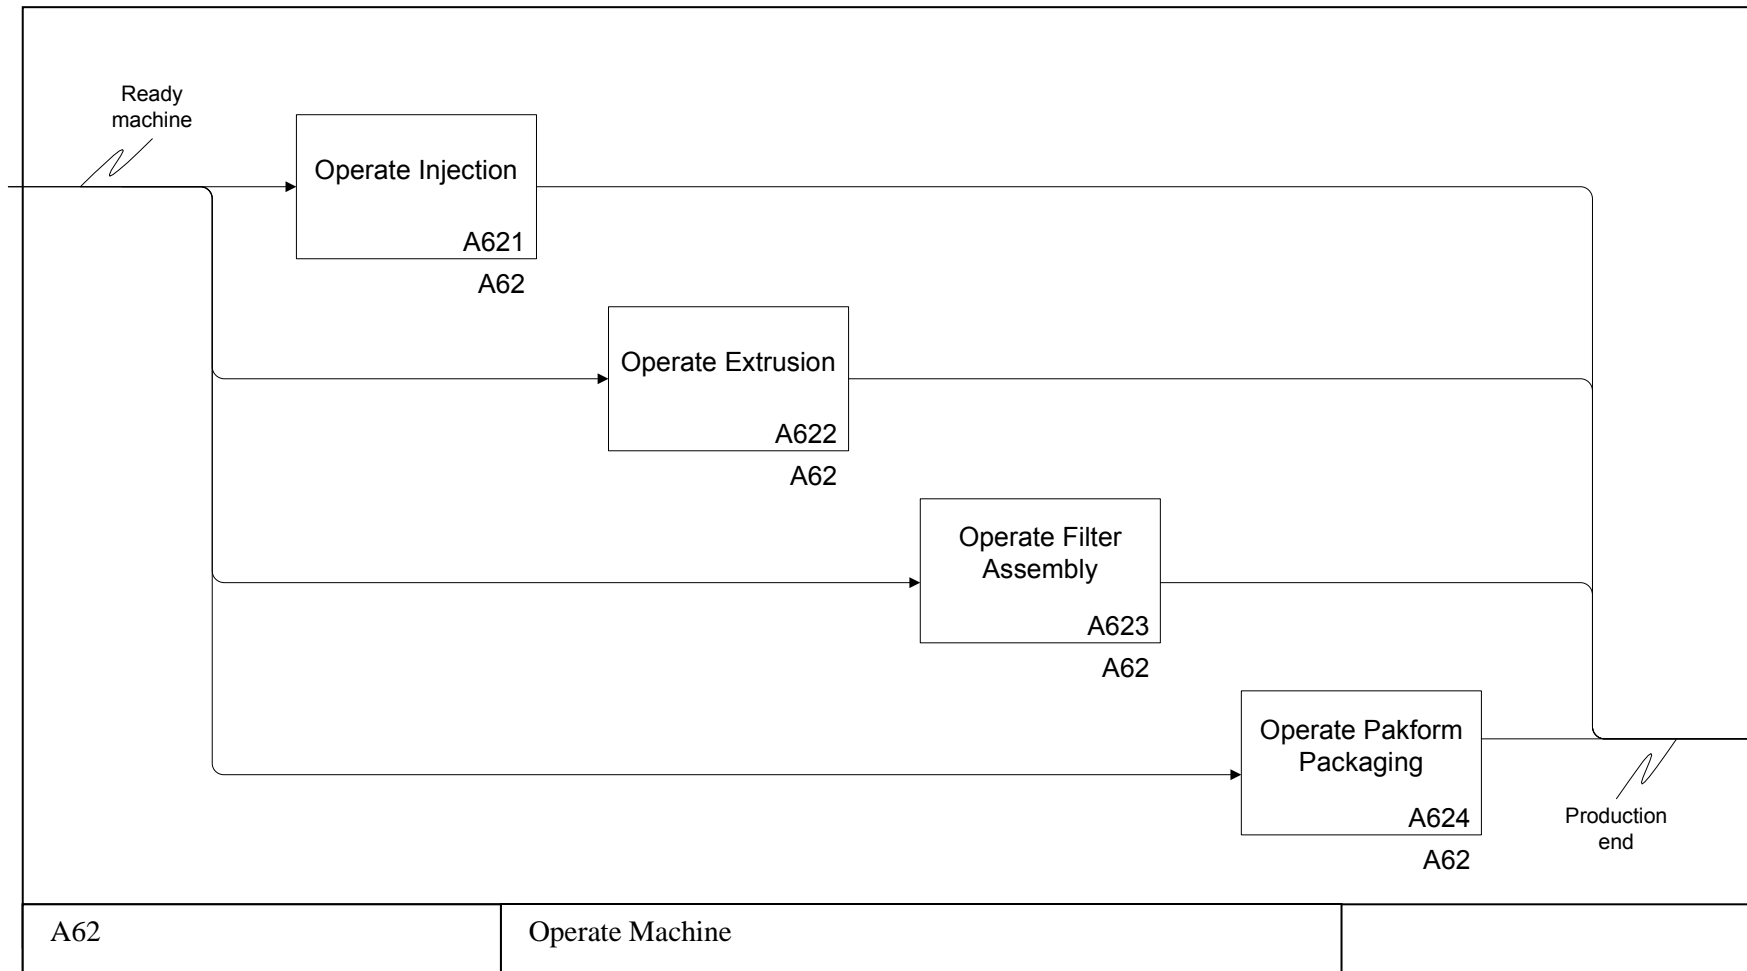 Ready
machine
Operate Injection
A621
A62
Operate Extrusion
A622
A62
Operate Filter
Assembly
A623
A62
Operate Pakform
Packaging
A624
A62
Production
end
A62
Operate Machine